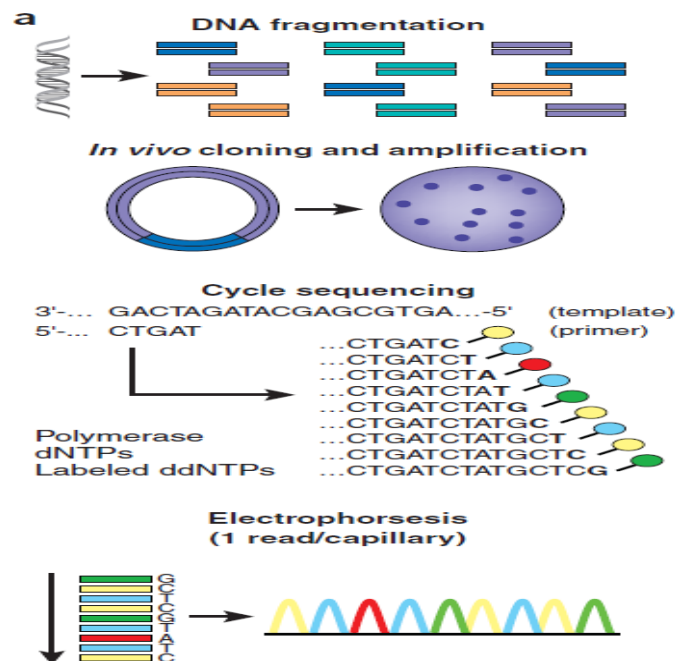 a
DNA fragmentation
In vivo cloning and amplification
Cycle sequencing
3'-... GACTAGATACGAGCGTGA...-5' (template)
5'-... CTGAT (primer)
...CTGATC
...CTGATCT
...CTGATCTA
...CTGATCTAT
...CTGATCTATG
...CTGATCTATGC
...CTGATCTATGCT
...CTGATCTATGCTC
...CTGATCTATGCTCG
Polymerase
dNTPs
Labeled ddNTPs
Electrophorsesis
(1 read/capillary)
G
C
T
C
G
T
A
T
C